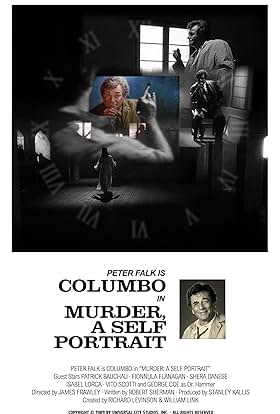 XII
PETER FALK IS
COLUMBO
IN
MURDER,
A SELF
PORTRAIT
PETER FALK IS COLUMBO in "MURDER: A SELF PORTRAIT"
Guest Stars PATRICK BAUCHAU - FIONNULA FLANAGAN - SHERA DANESE
ISABEL LORCA - VITO SCOTTI and GEORGE COE as Dr. Hammer
Directed by JAMES FRAWLEY - Written by ROBERT SHERMAN - Produced by STANLEY KALLIS
Created by RICHARD LEVINSON & WILLIAM LINK
COPYRIGHT © 1989 BY UNIVERSAL CITY STUDIOS, INC. - ALL RIGHTS RESERVED